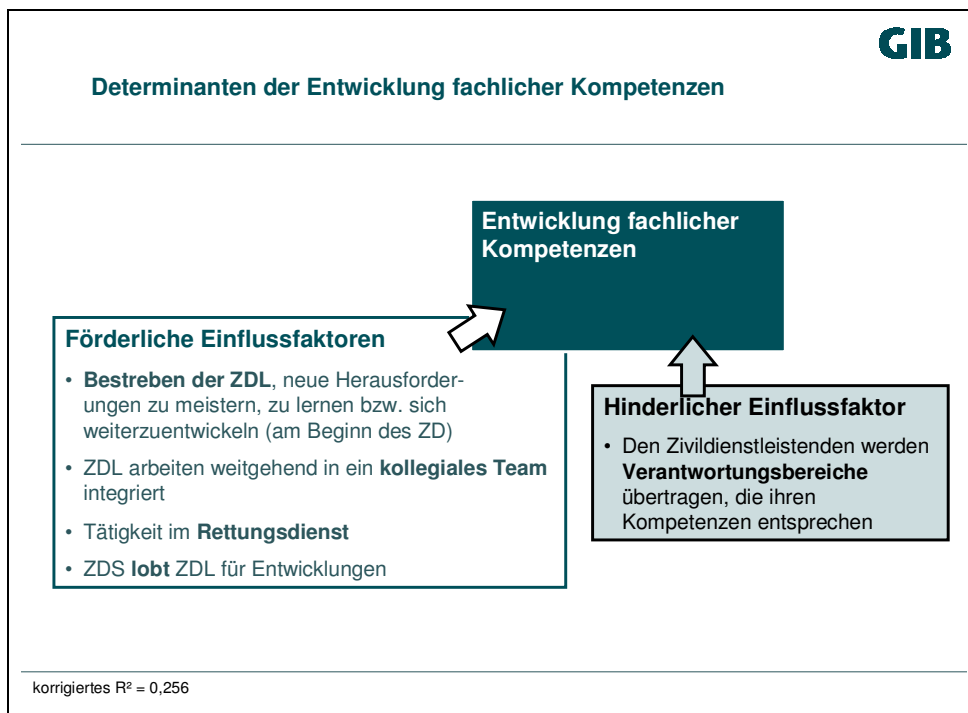 GIB
Determinanten der Entwicklung fachlicher Kompetenzen
Entwicklung fachlicher
Kompetenzen
Förderliche Einflussfaktoren
• Bestreben der ZDL, neue Herausforder-
ungen zu meistern, zu lernen bzw. sich
weiterzuentwickeln (am Beginn des ZD)
• ZDL arbeiten weitgehend in ein kollegiales Team
integriert
• Tätigkeit im Rettungsdienst
• ZDS lobt ZDL für Entwicklungen
Hinderlicher Einflussfaktor
• Den Zivildienstleistenden werden
Verantwortungsbereiche
übertragen, die ihren
Kompetenzen entsprechen
korrigiertes R² = 0,256